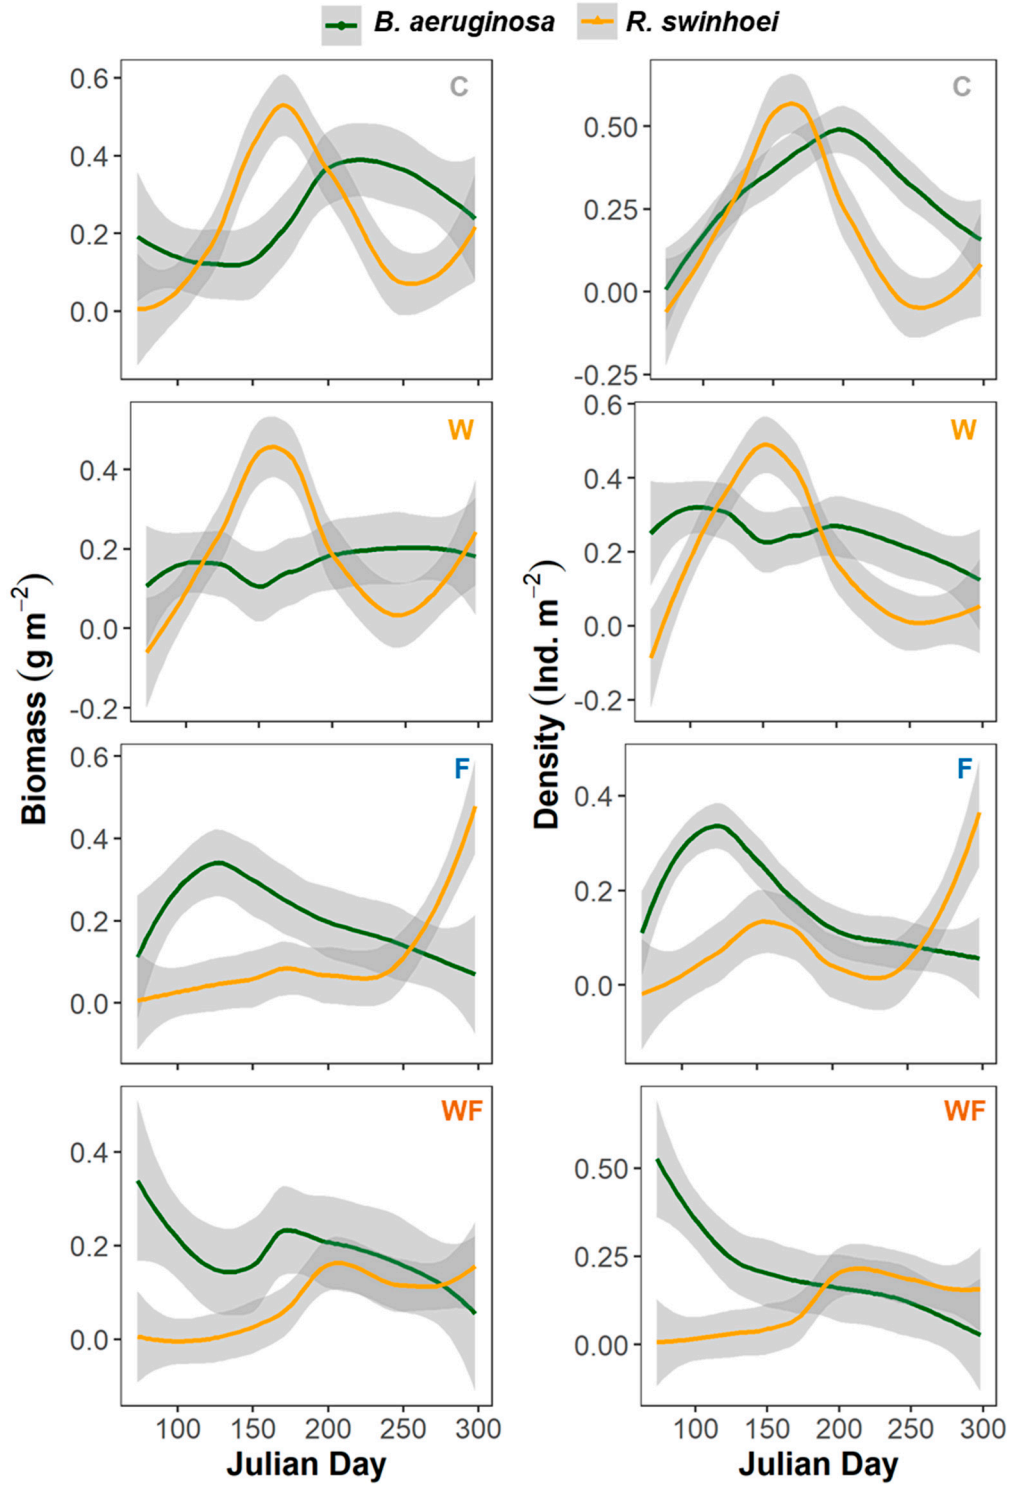 B. aeruginosa R. swinhoei
C
0.6
0.4
0.2
0.0
C
0.50
0.25
0.00
-0.25
W
0.4
0.2
0.0
-0.2
W
0.6
0.4
0.2
0.0
-0.2
Biomass (g m⁻²)
Density (Ind. m⁻²)
F
0.6
0.4
0.2
0.0
F
0.4
0.2
0.0
WF
0.4
0.2
0.0
WF
0.50
0.25
0.00
100 150 200 250 300
100 150 200 250 300
Julian Day
Julian Day